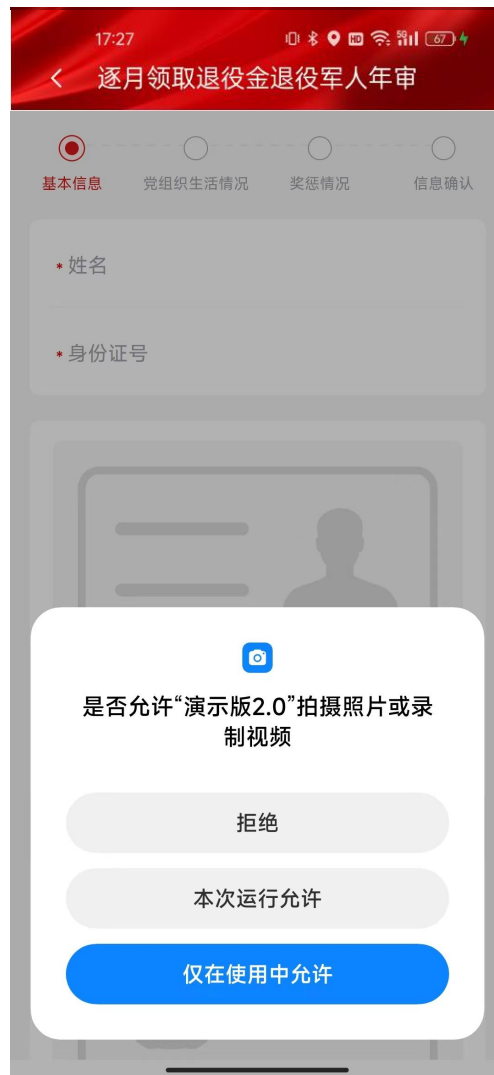 17:27
HD 5G 67
逐月领取退役金退役军人年审
基本信息 党组织生活情况 奖惩情况 信息确认
*姓名
*身份证号
是否允许“演示版2.0”拍摄照片或录
制视频
拒绝
本次运行允许
仅在使用中允许